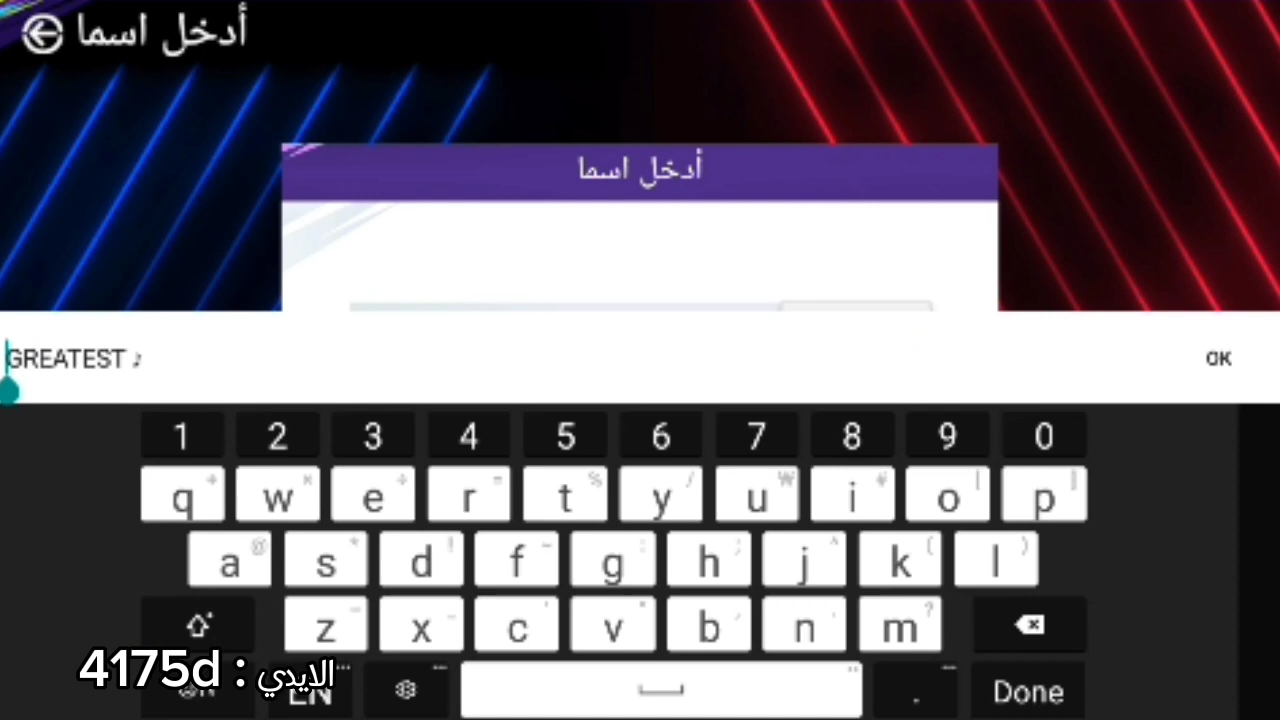 أدخل اسما
أدخل اسما
GREATEST ♪
OK
1 2 3 4 5 6 7 8 9 0
q w e r t y u i o p
a s d f g h j k l
z x c v b n m
EN . Done
الايدي : 4175d